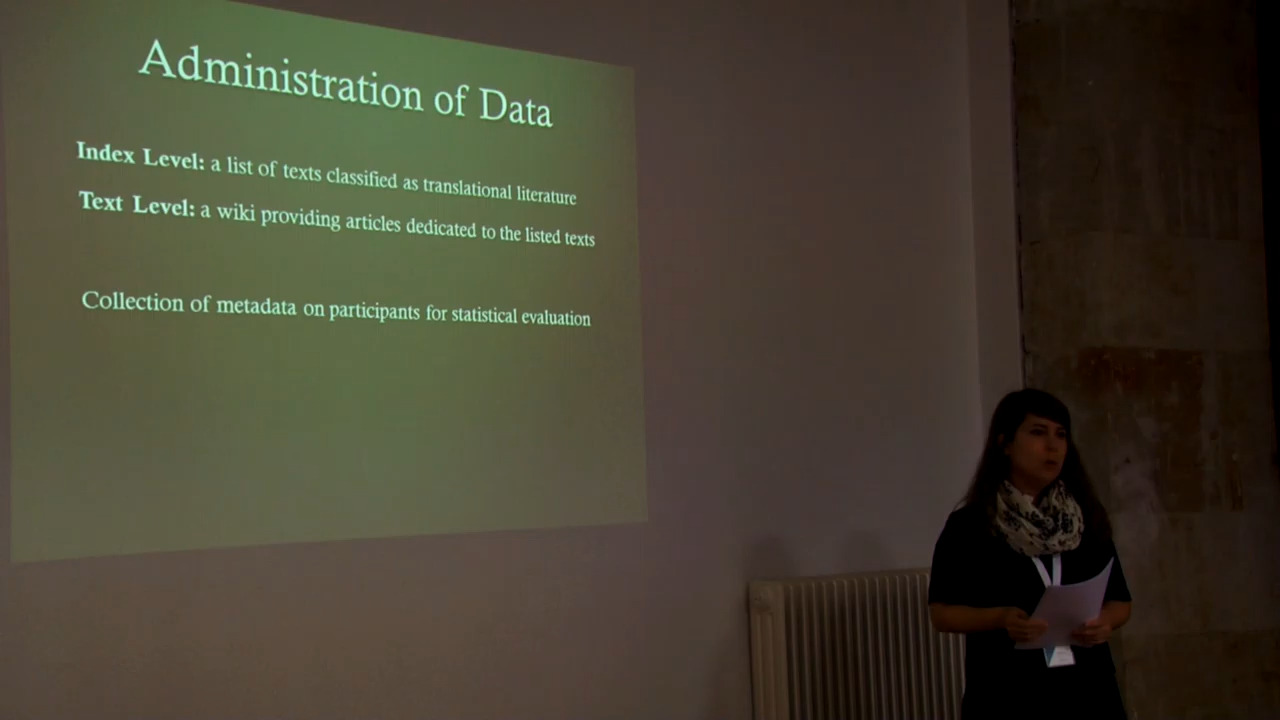 Administration of Data
Index Level: a list of texts classified as translational literature
Text Level: a wiki providing articles dedicated to the listed texts
Collection of metadata on participants for statistical evaluation